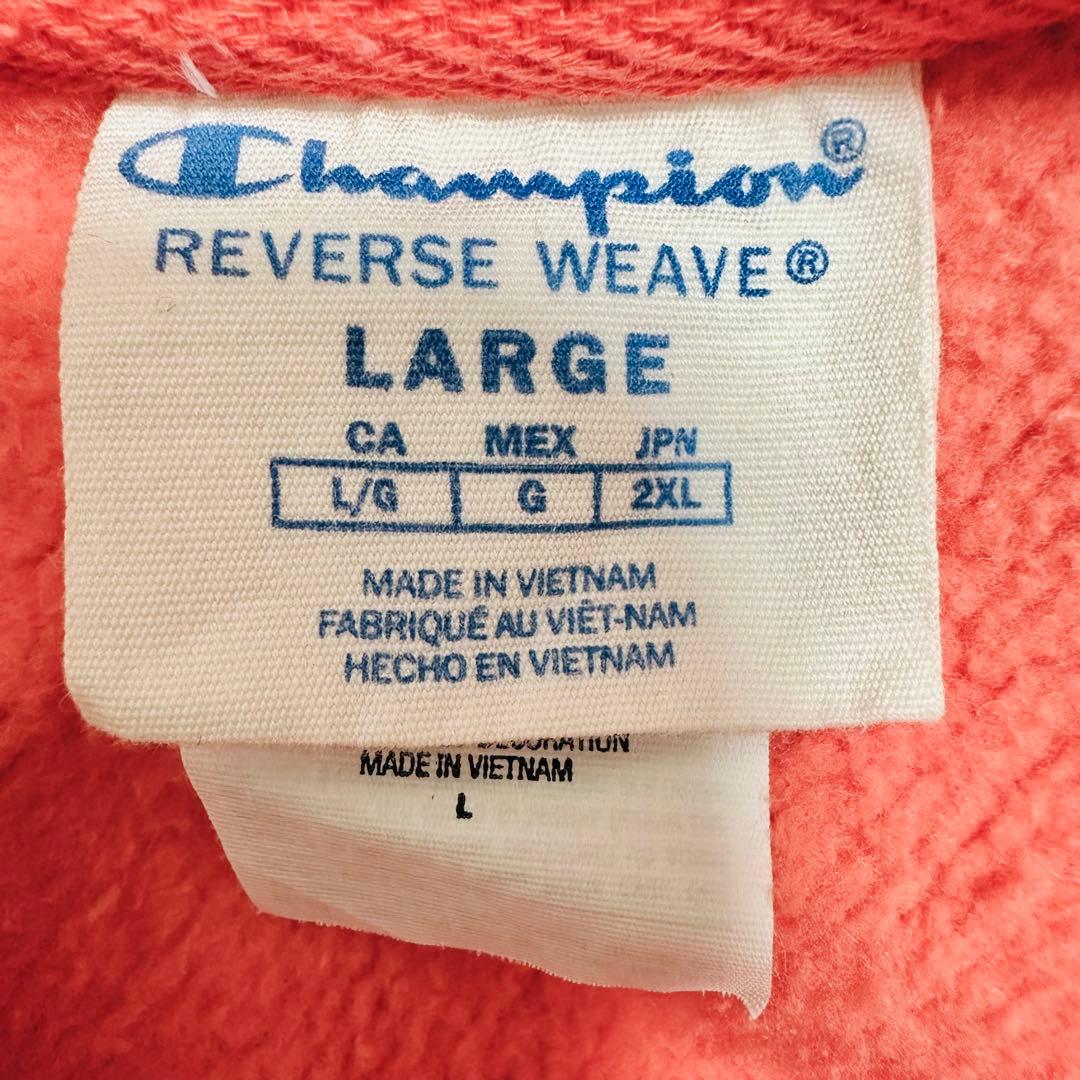 Champion®
REVERSE WEAVE®
LARGE
CA MEX JPN
L/G G 2XL
MADE IN VIETNAM
FABRIQUÉ AU VIÊT-NAM
HECHO EN VIETNAM
MADE IN VIETNAM
L